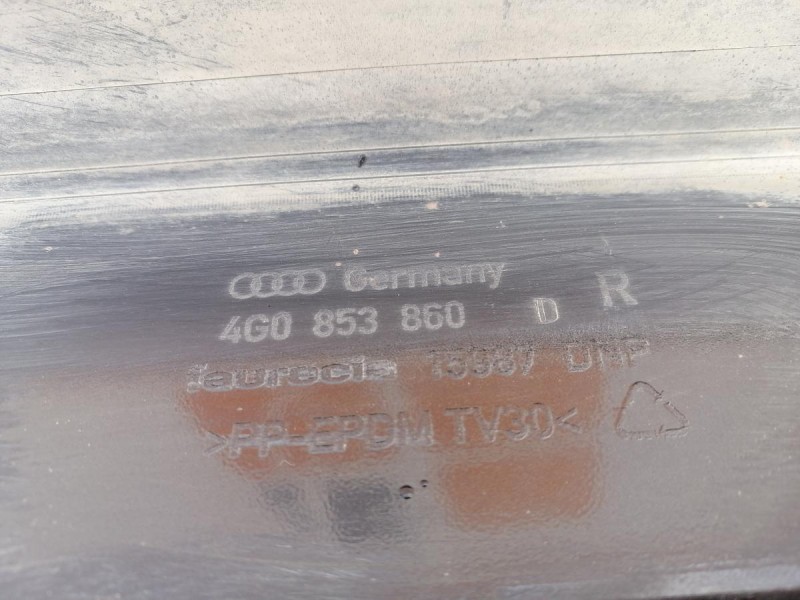 Germany
4G0 853 860 D R
faurecia
>PP-EPDM TV30<